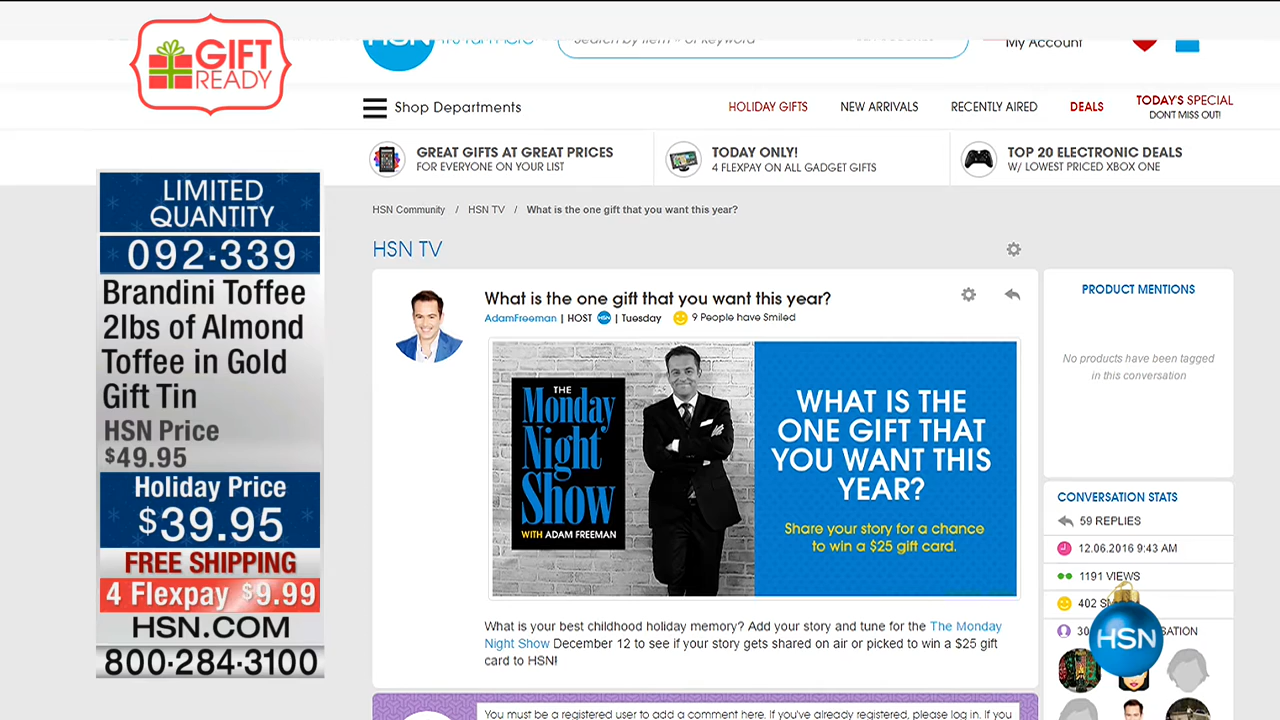 GIFT
READY
HSN
Search by item # or keyword
My Account
Shop Departments
HOLIDAY GIFTS
NEW ARRIVALS
RECENTLY AIRED
DEALS
TODAY'S SPECIAL
DON'T MISS OUT!
GREAT GIFTS AT GREAT PRICES
FOR EVERYONE ON YOUR LIST
TODAY ONLY!
4 FLEXPAY ON ALL GADGET GIFTS
TOP 20 ELECTRONIC DEALS
W/ LOWEST PRICED XBOX ONE
LIMITED
QUANTITY
092-339
Brandini Toffee
2lbs of Almond
Toffee in Gold
Gift Tin
HSN Price
$49.95
Holiday Price
$39.95
FREE SHIPPING
4 Flexpay $9.99
HSN.COM
800-284-3100
HSN Community / HSN TV / What is the one gift that you want this year?
HSN TV
What is the one gift that you want this year?
AdamFreeman | HOST HSN | Tuesday 9 People have Smiled
THE
Monday
Night
Show
WITH ADAM FREEMAN
WHAT IS THE
ONE GIFT THAT
YOU WANT THIS
YEAR?
Share your story for a chance
to win a $25 gift card.
What is your best childhood holiday memory? Add your story and tune for the The Monday
Night Show December 12 to see if your story gets shared on air or picked to win a $25 gift
card to HSN!
You must be a registered user to add a comment here. If you've already registered, please log in. If you
PRODUCT MENTIONS
No products have been tagged
in this conversation
CONVERSATION STATS
59 REPLIES
12.06.2016 9:43 AM
1191 VIEWS
402
HSN